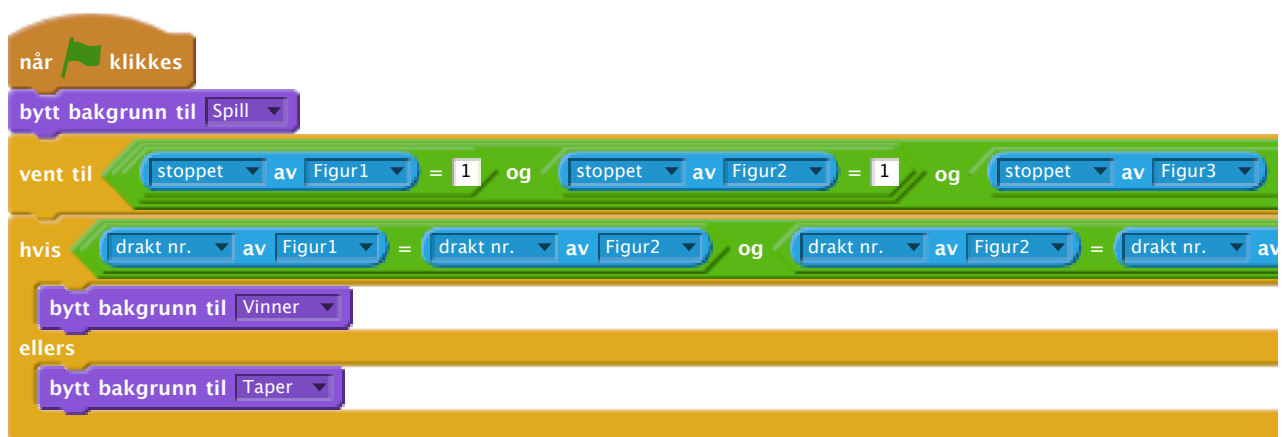 når klikkes
bytt bakgrunn til Spill
vent til stoppet av Figur1 = 1 og stoppet av Figur2 = 1 og stoppet av Figur3
hvis drakt nr. av Figur1 = drakt nr. av Figur2 og drakt nr. av Figur2 = drakt nr. av
bytt bakgrunn til Vinner
ellers
bytt bakgrunn til Taper